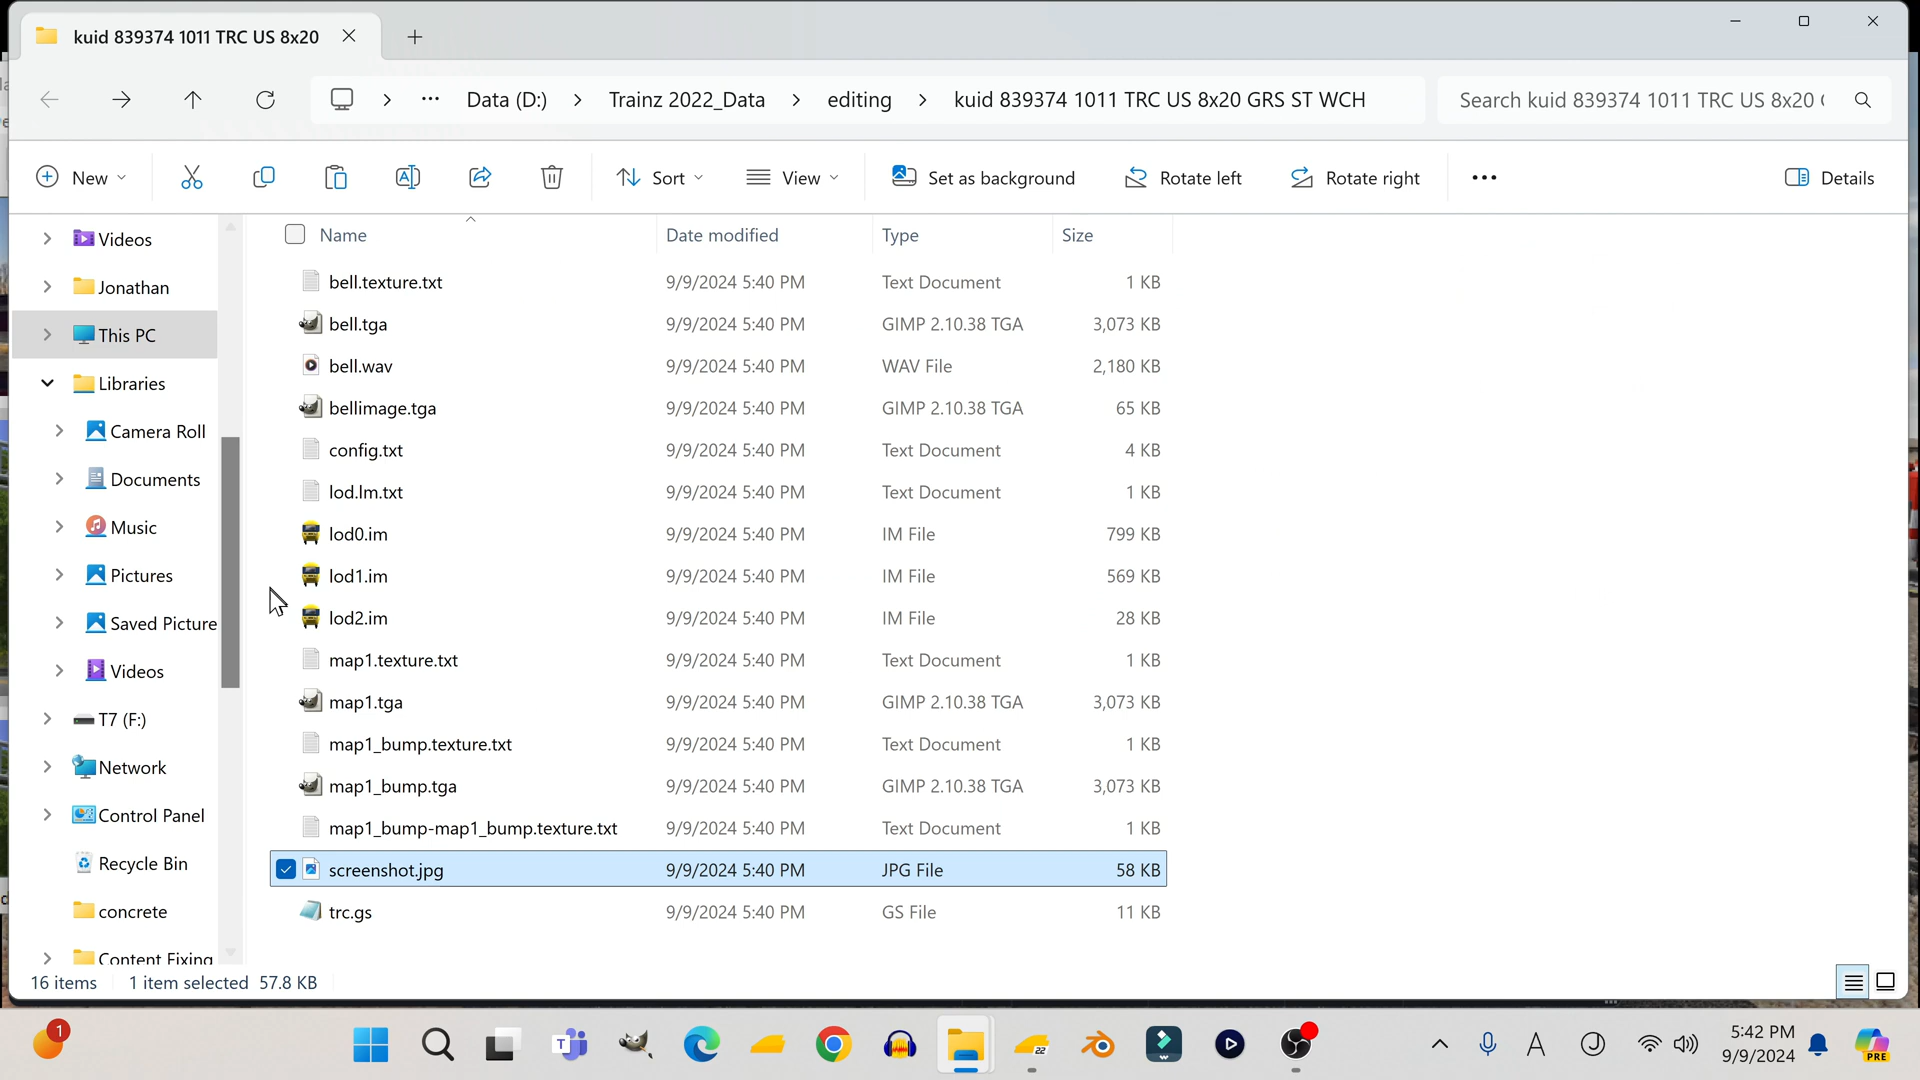 kuid 839374 1011 TRC US 8x20
Data (D:) Trainz 2022_Data editing kuid 839374 1011 TRC US 8x20 GRS ST WCH
Search kuid 839374 1011 TRC US 8x20
New Sort View Set as background Rotate left Rotate right Details
Name Date modified Type Size
Videos
Jonathan
This PC
Libraries
Camera Roll
Documents
Music
Pictures
Saved Picture
Videos
T7 (F:)
Network
Control Panel
Recycle Bin
concrete
Content Fixing
bell.texture.txt 9/9/2024 5:40 PM Text Document 1 KB
bell.tga 9/9/2024 5:40 PM GIMP 2.10.38 TGA 3,073 KB
bell.wav 9/9/2024 5:40 PM WAV File 2,180 KB
bellimage.tga 9/9/2024 5:40 PM GIMP 2.10.38 TGA 65 KB
config.txt 9/9/2024 5:40 PM Text Document 4 KB
lod.lm.txt 9/9/2024 5:40 PM Text Document 1 KB
lod0.im 9/9/2024 5:40 PM IM File 799 KB
lod1.im 9/9/2024 5:40 PM IM File 569 KB
lod2.im 9/9/2024 5:40 PM IM File 28 KB
map1.texture.txt 9/9/2024 5:40 PM Text Document 1 KB
map1.tga 9/9/2024 5:40 PM GIMP 2.10.38 TGA 3,073 KB
map1_bump.texture.txt 9/9/2024 5:40 PM Text Document 1 KB
map1_bump.tga 9/9/2024 5:40 PM GIMP 2.10.38 TGA 3,073 KB
map1_bump-map1_bump.texture.txt 9/9/2024 5:40 PM Text Document 1 KB
screenshot.jpg 9/9/2024 5:40 PM JPG File 58 KB
trc.gs 9/9/2024 5:40 PM GS File 11 KB
16 items 1 item selected 57.8 KB
1
22
5:42 PM
9/9/2024
PRE